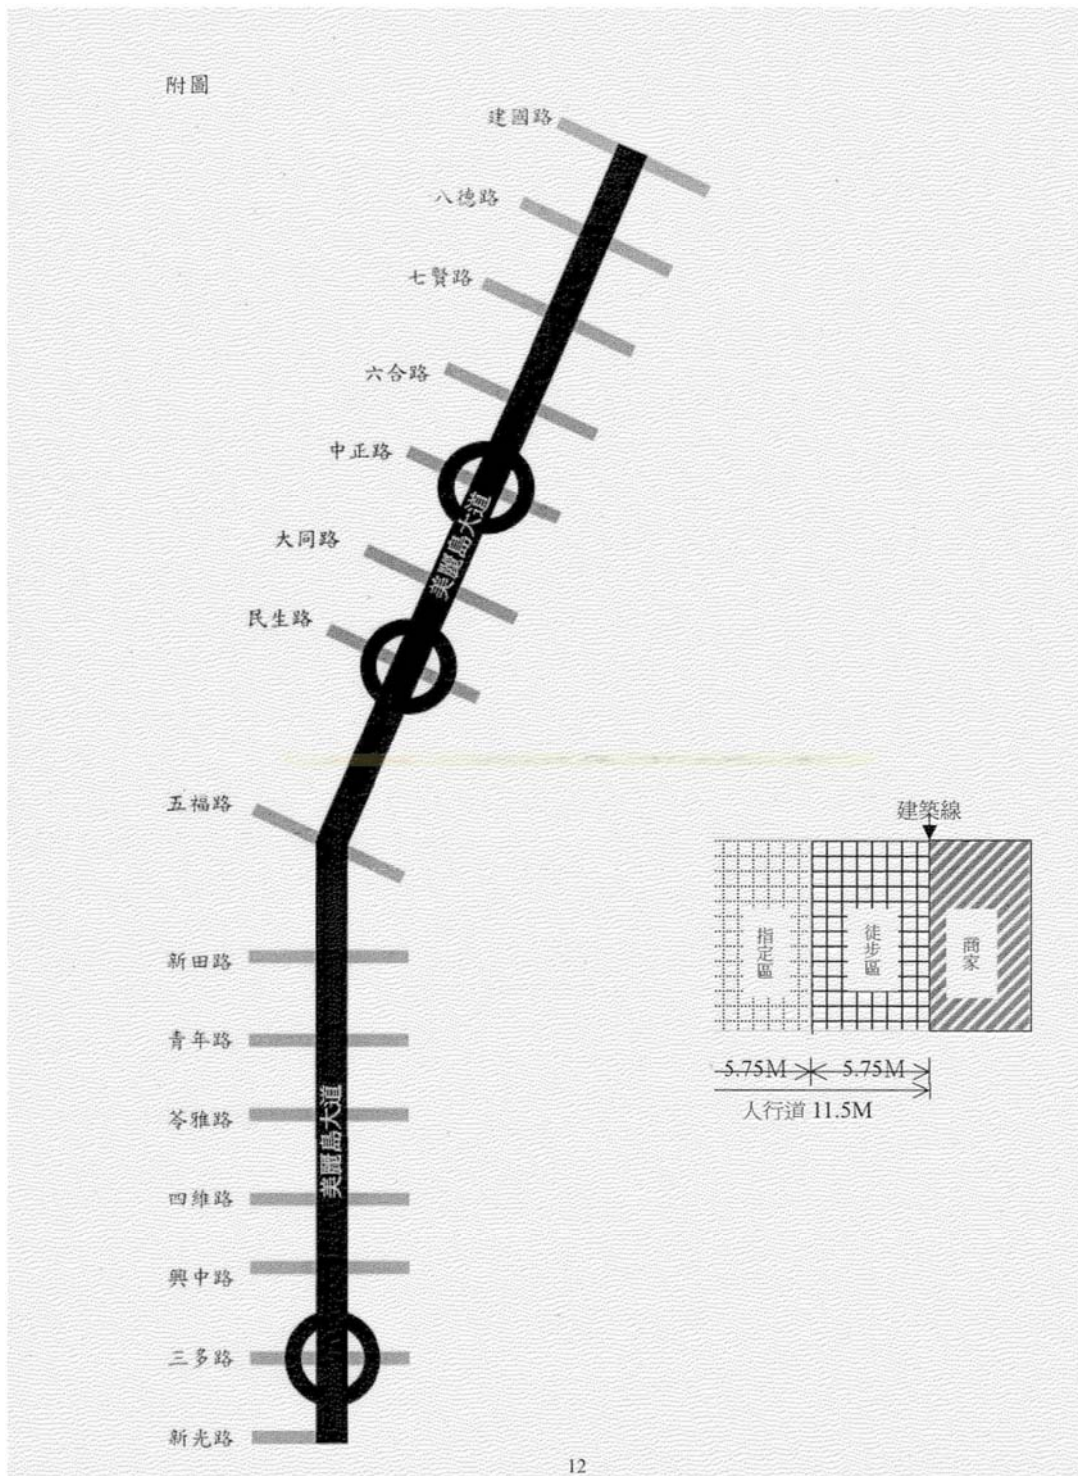 附圖
建國路
八德路
七賢路
六合路
中正路
美麗島大道
大同路
民生路
五福路
新田路
青年路
苓雅路
美麗島大道
四維路
興中路
三多路
新光路
建築線
指定區
徒步區
商家
5.75M
5.75M
人行道 11.5M
12